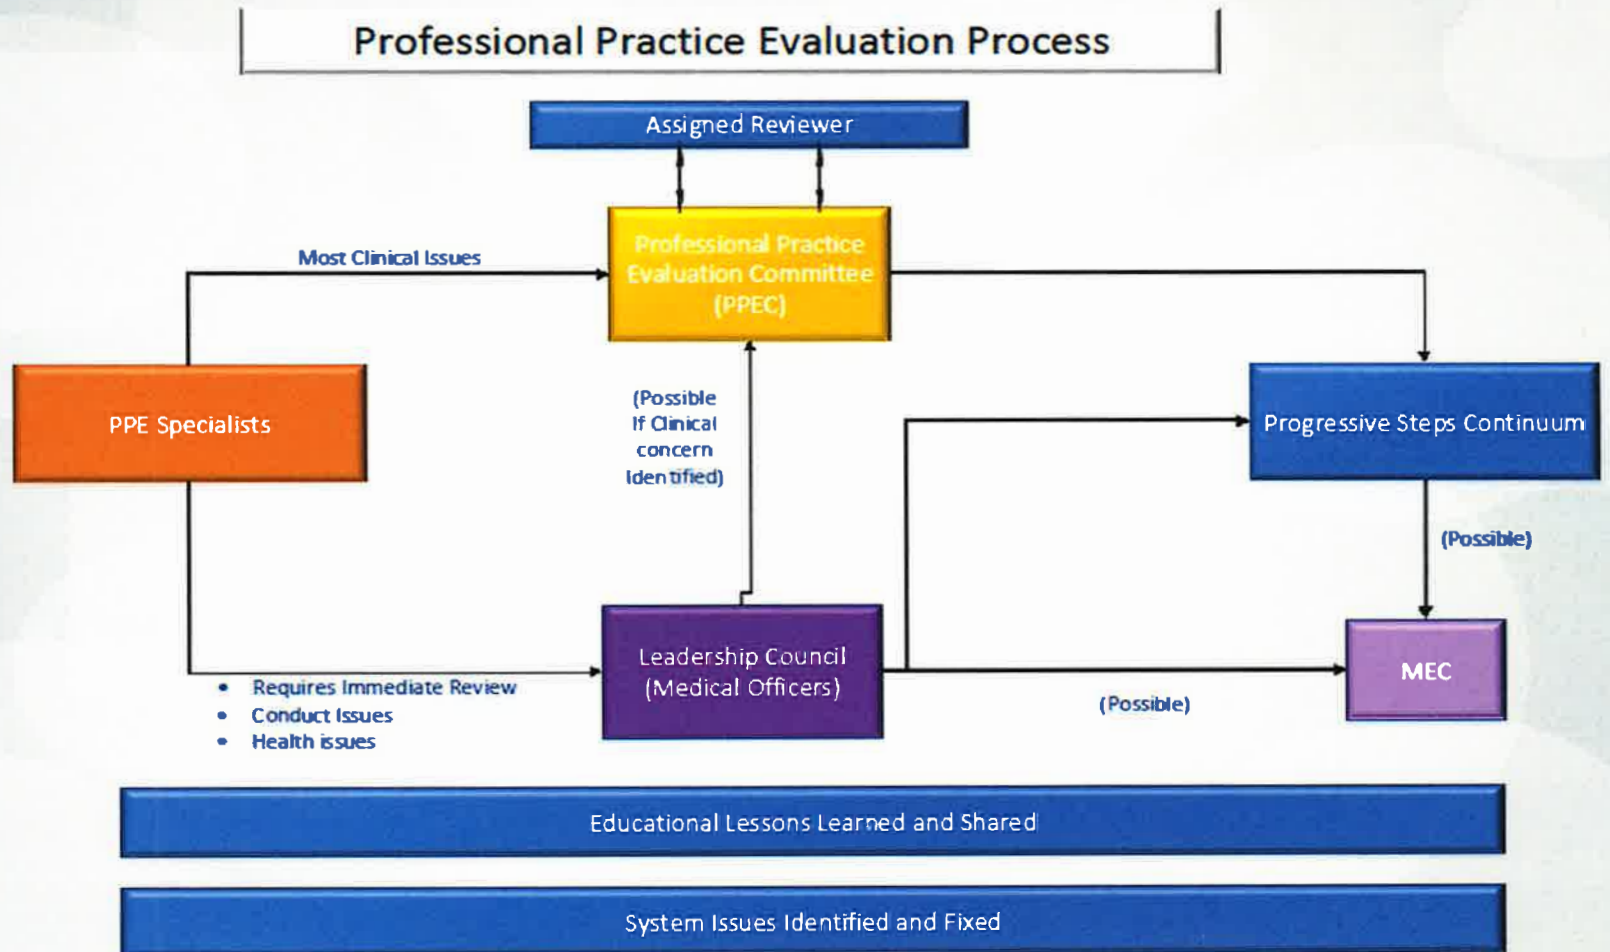 Professional Practice Evaluation Process
Assigned Reviewer
Professional Practice
Evaluation Committee
(PPEC)
Most Clinical Issues
PPE Specialists
(Possible
If Clinical
concern
Identified)
Progressive Steps Continuum
(Possible)
Leadership Council
(Medical Officers)
MEC
(Possible)
• Requires Immediate Review
• Conduct Issues
• Health issues
Educational Lessons Learned and Shared
System Issues Identified and Fixed